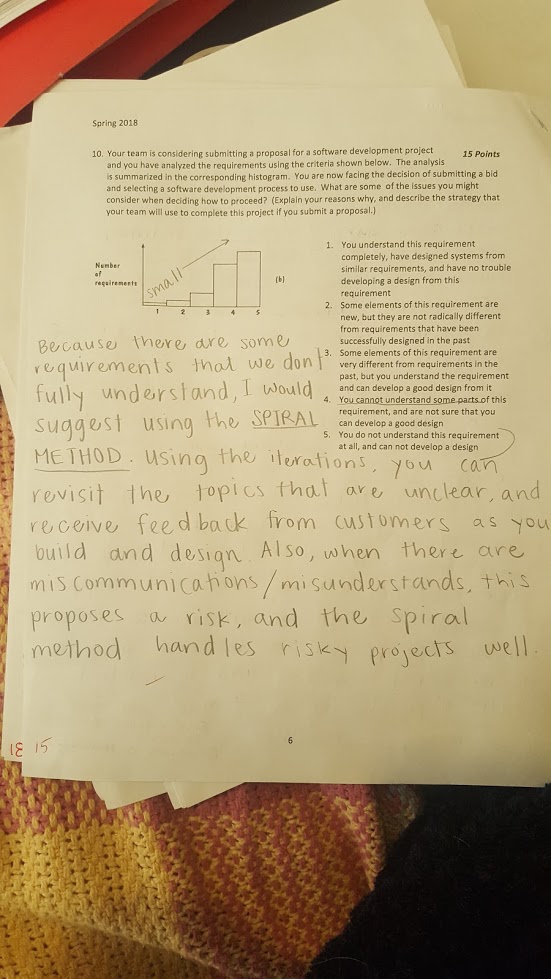 Spring 2018
10. Your team is considering submitting a proposal for a software development project 15 Points
and you have analyzed the requirements using the criteria shown below. The analysis
is summarized in the corresponding histogram. You are now facing the decision of submitting a bid
and selecting a software development process to use. What are some of the issues you might
consider when deciding how to proceed? (Explain your reasons why, and describe the strategy that
your team will use to complete this project if you submit a proposal.)
Number
of
requirements
small
(b)
1 2 3 4 5
1. You understand this requirement
completely, have designed systems from
similar requirements, and have no trouble
developing a design from this
requirement
2. Some elements of this requirement are
new, but they are not radically different
from requirements that have been
successfully designed in the past
3. Some elements of this requirement are
very different from requirements in the
past, but you understand the requirement
and can develop a good design from it
4. You cannot understand some parts of this
requirement, and are not sure that you
can develop a good design
5. You do not understand this requirement
at all, and can not develop a design
Because there are some
requirements that we don't
fully understand, I would
suggest using the SPIRAL
METHOD. Using the iterations, you can
revisit the topics that are unclear, and
receive feedback from customers as you
build and design. Also, when there are
miscommunications/misunderstands, this
proposes a risk, and the spiral
method handles risky projects well.
15
6